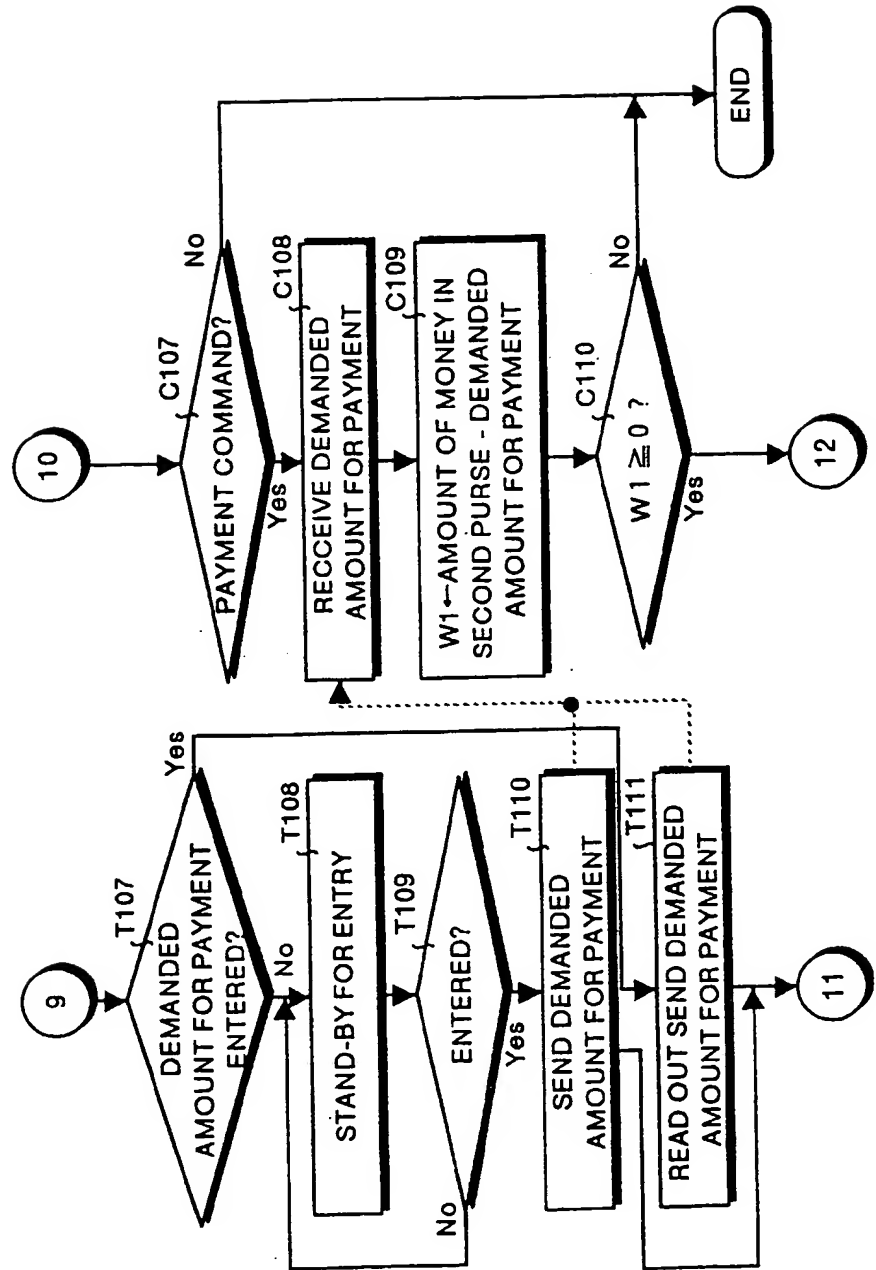 9
T107
DEMANDED
AMOUNT FOR PAYMENT
ENTERED?
Yes
No
T108
STAND-BY FOR ENTRY
T109
ENTERED?
No
Yes
T110
SEND DEMANDED
AMOUNT FOR PAYMENT
T111
READ OUT SEND DEMANDED
AMOUNT FOR PAYMENT
11
10
C107
PAYMENT COMMAND?
No
Yes
C108
RECCEIVE DEMANDED
AMOUNT FOR PAYMENT
C109
W1←AMOUNT OF MONEY IN
SECOND PURSE - DEMANDED
AMOUNT FOR PAYMENT
C110
W1 ≧ 0 ?
No
Yes
12
END